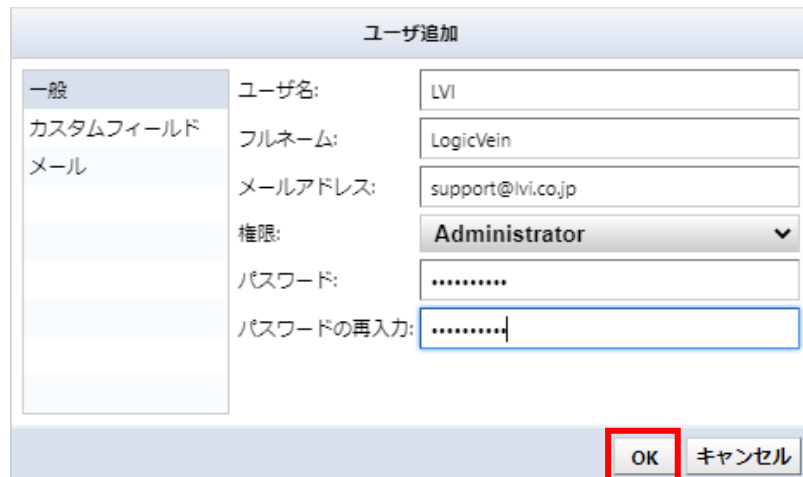 ユーザ追加
一般
カスタムフィールド
メール
ユーザ名: LVI
フルネーム: LogicVein
メールアドレス: support@lvi.co.jp
権限: Administrator
パスワード: ••••••••••
パスワードの再入力: ••••••••••
OK キャンセル